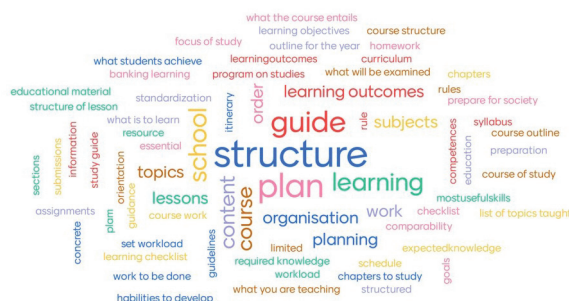 what the course entails
learning objectives
course structure
focus of study
outline for the year
homework
what students achieve
learningoutcomes
curriculum
banking learning
program on studies
what will be examined
chapters
educational material
standardization
itinerary
order
learning outcomes
rules
prepare for society
structure of lesson
what is to learn
school
guide
rule
subjects
competences
syllabus
resource
course outline
sections
submissions
information
study guide
essential
structure
education
preparation
orientation
guidance
topics
plan
learning
course of study
lessons
content
course
mostusefulskills
assignments
plam
course work
organisation
work
checklist
list of topics taught
comparability
concrete
set workload
guidelines
limited
planning
expectedknowledge
learning checklist
required knowledge
schedule
goals
work to be done
workload
chapters to study
habilities to develop
what you are teaching
structured